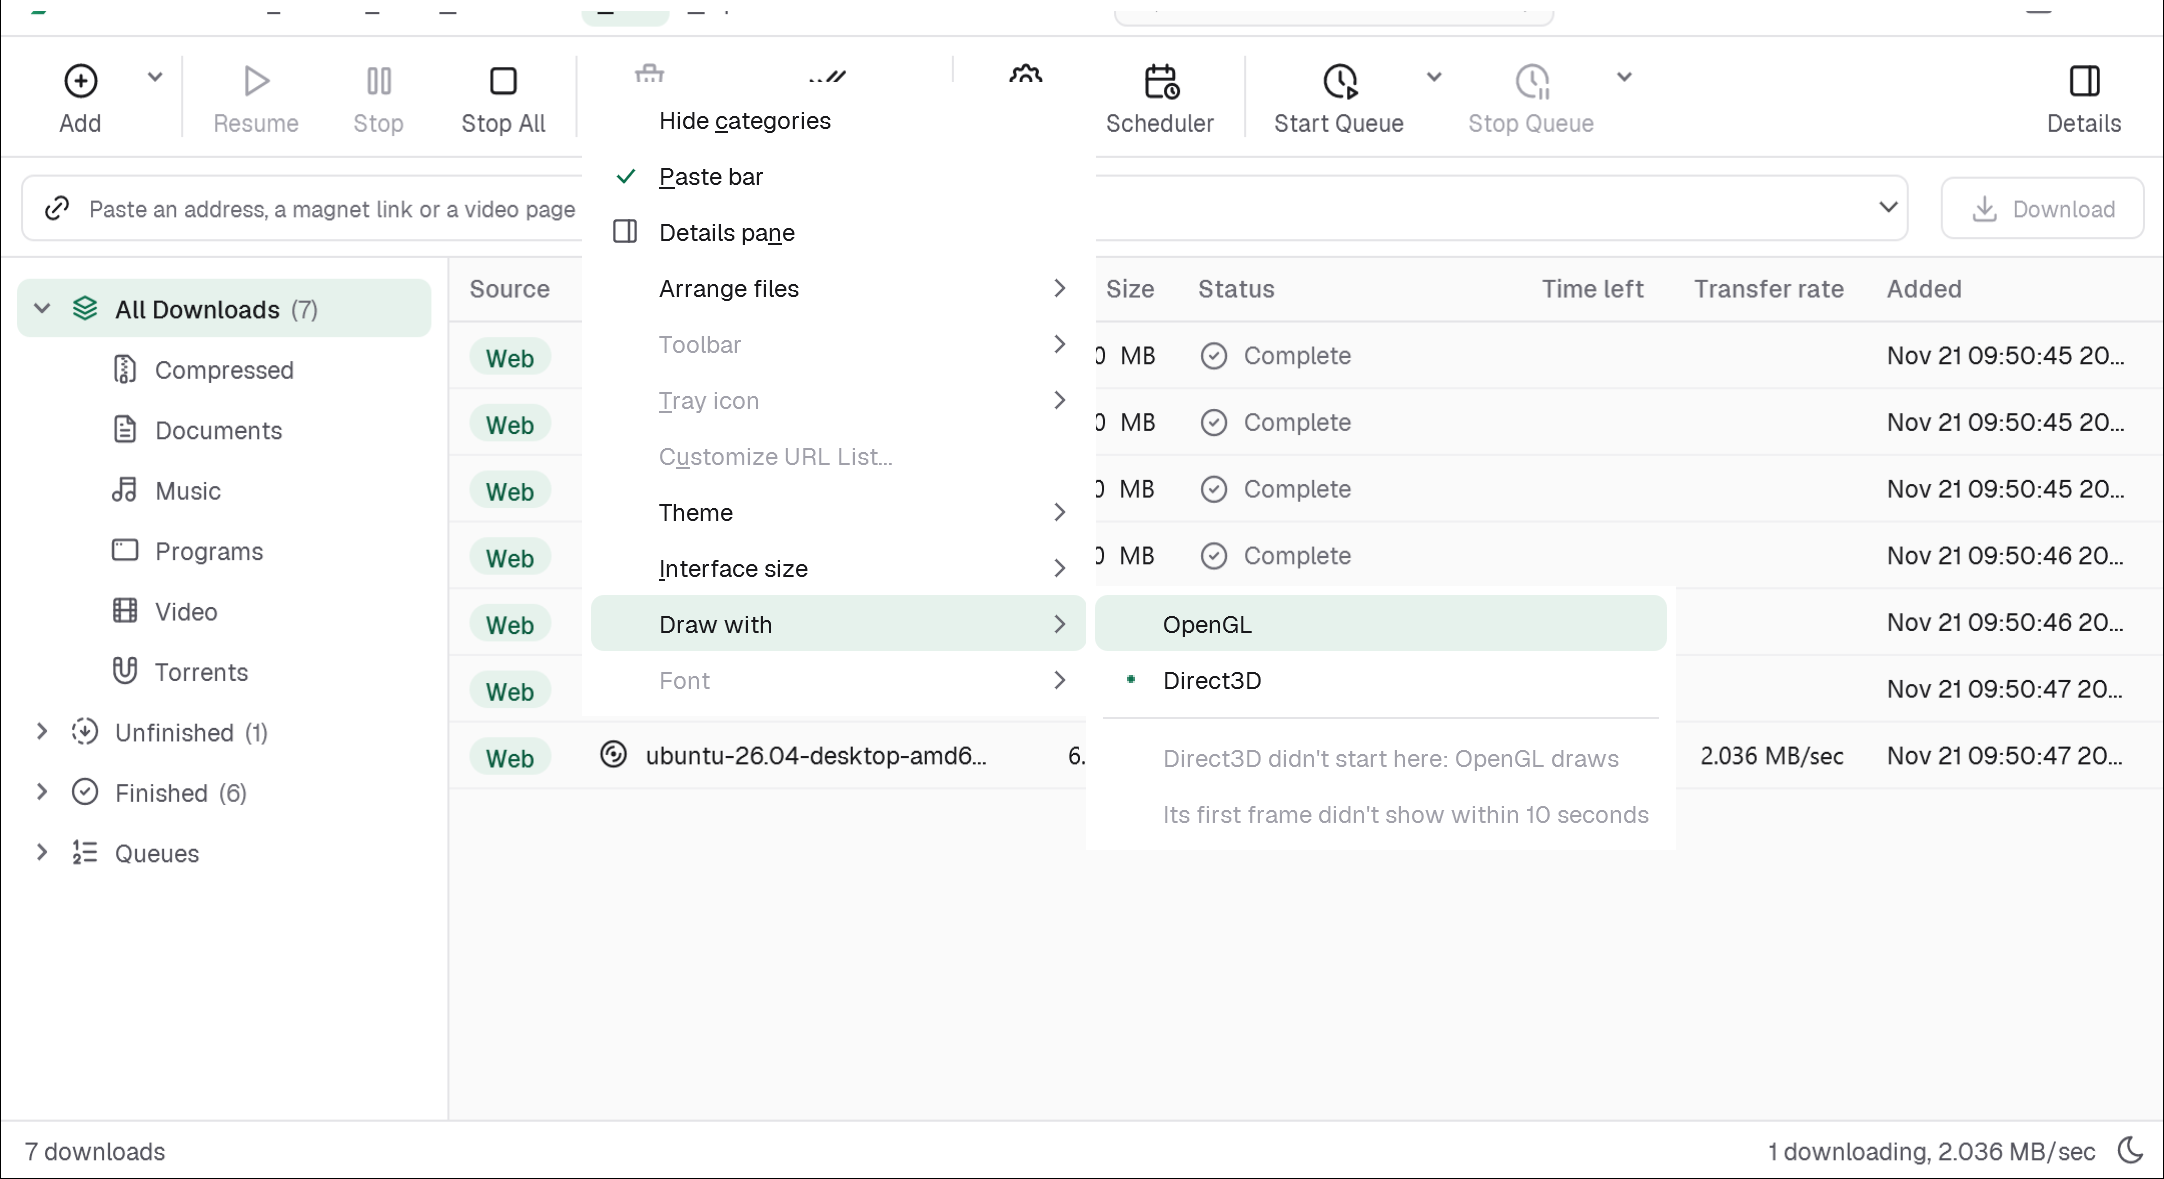 Add
Resume
Stop
Stop All
Scheduler
Start Queue
Stop Queue
Details
Paste an address, a magnet link or a video page
Download
Hide categories
Paste bar
Details pane
Arrange files
Toolbar
Tray icon
Customize URL List...
Theme
Interface size
Draw with
Font
OpenGL
Direct3D
Direct3D didn't start here: OpenGL draws
Its first frame didn't show within 10 seconds
All Downloads (7)
Compressed
Documents
Music
Programs
Video
Torrents
Unfinished (1)
Finished (6)
Queues
Source Size Status Time left Transfer rate Added
Web 0 MB Complete Nov 21 09:50:45 20...
Web 0 MB Complete Nov 21 09:50:45 20...
Web 0 MB Complete Nov 21 09:50:45 20...
Web 0 MB Complete Nov 21 09:50:46 20...
Web Nov 21 09:50:46 20...
Web Nov 21 09:50:47 20...
Web ubuntu-26.04-desktop-amd6... 6. 2.036 MB/sec Nov 21 09:50:47 20...
7 downloads
1 downloading, 2.036 MB/sec